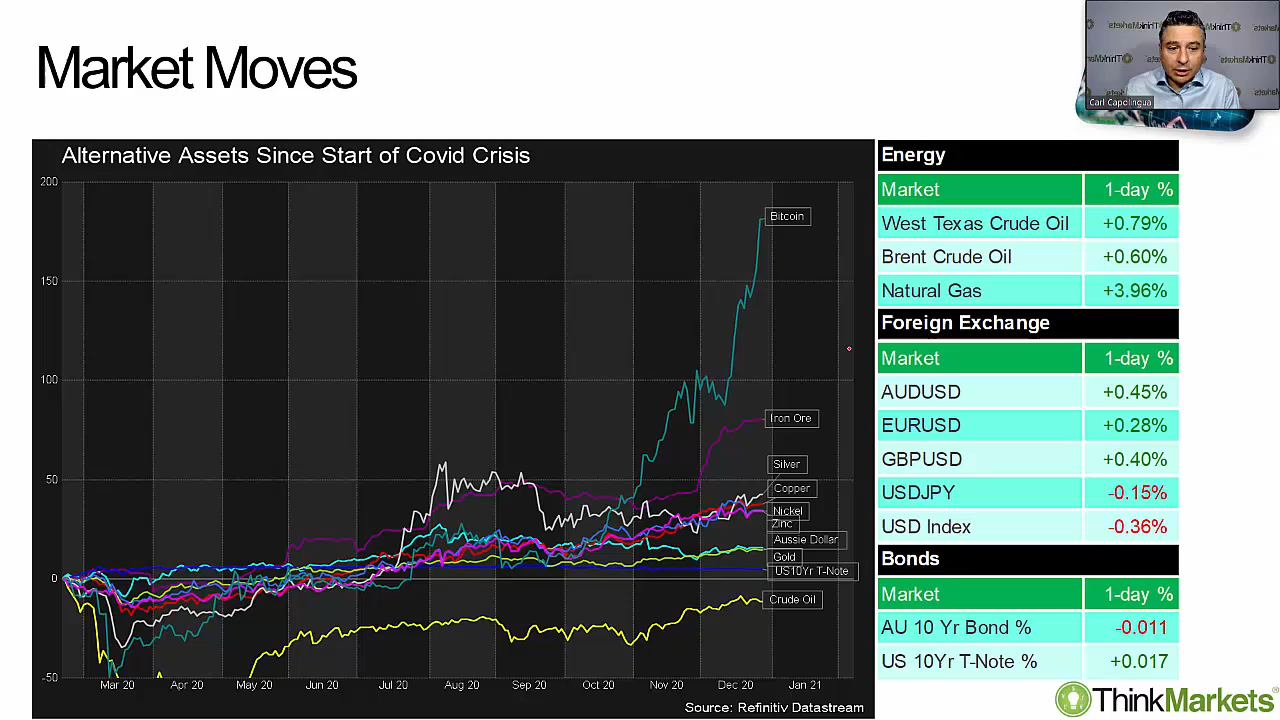 Market Moves
ThinkMarkets
Carl Capolingua
Alternative Assets Since Start of Covid Crisis
200
150
100
50
0
-50
Bitcoin
Iron Ore
Silver
Copper
Nickel
Zinc
Aussie Dollar
Gold
US10Yr T-Note
Crude Oil
Mar 20 Apr 20 May 20 Jun 20 Jul 20 Aug 20 Sep 20 Oct 20 Nov 20 Dec 20 Jan 21
Source: Refinitiv Datastream
Energy
Market 1-day %
West Texas Crude Oil +0.79%
Brent Crude Oil +0.60%
Natural Gas +3.96%
Foreign Exchange
Market 1-day %
AUDUSD +0.45%
EURUSD +0.28%
GBPUSD +0.40%
USDJPY -0.15%
USD Index -0.36%
Bonds
Market 1-day %
AU 10 Yr Bond % -0.011
US 10Yr T-Note % +0.017
ThinkMarkets